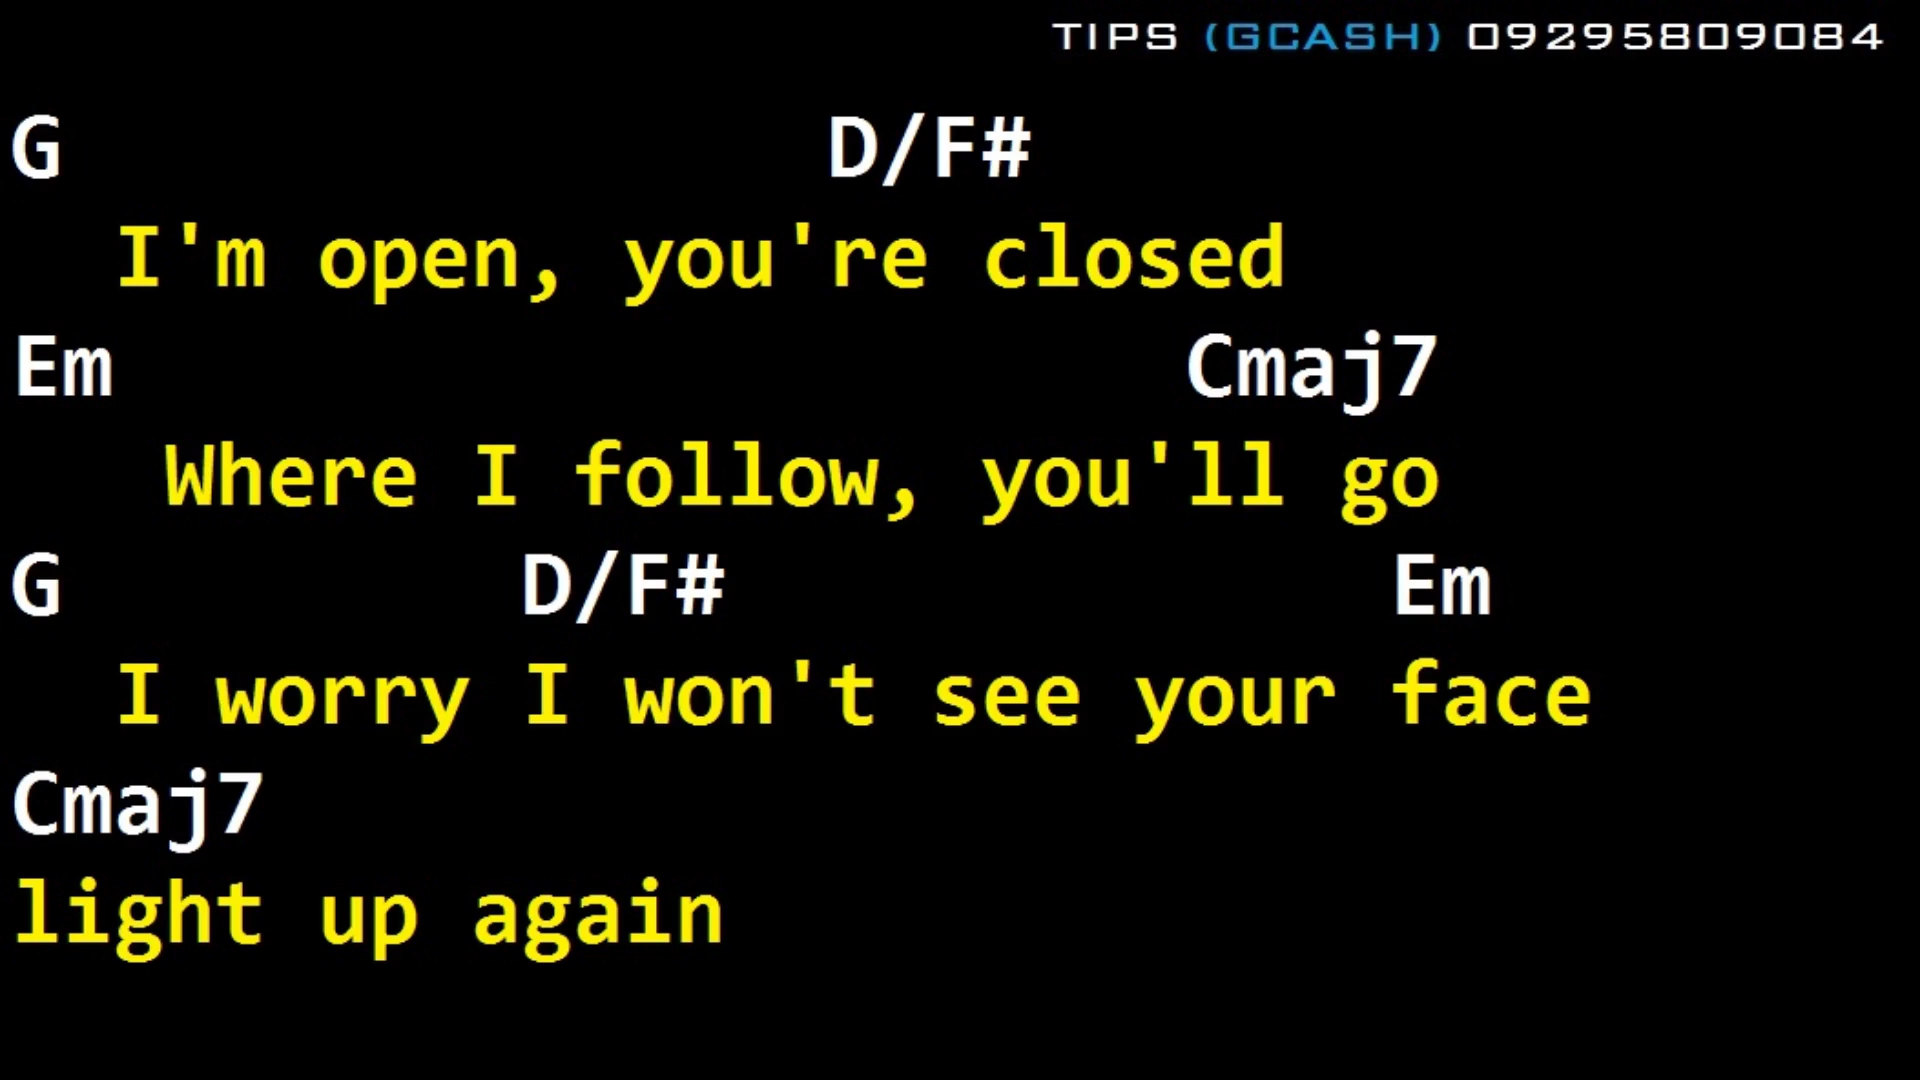 TIPS (GCASH) 09295809084
G D/F#
I'm open, you're closed
Em Cmaj7
Where I follow, you'll go
G D/F# Em
I worry I won't see your face
Cmaj7
light up again